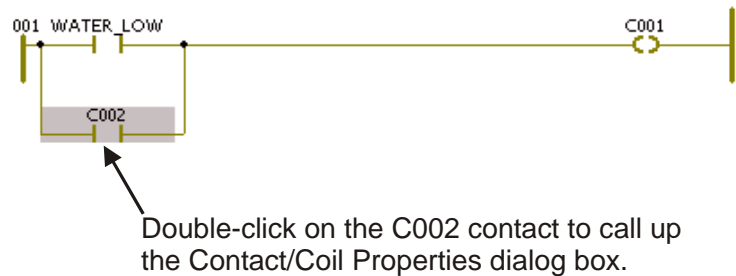 001 WATER_LOW C001
C002
Double-click on the C002 contact to call up
the Contact/Coil Properties dialog box.